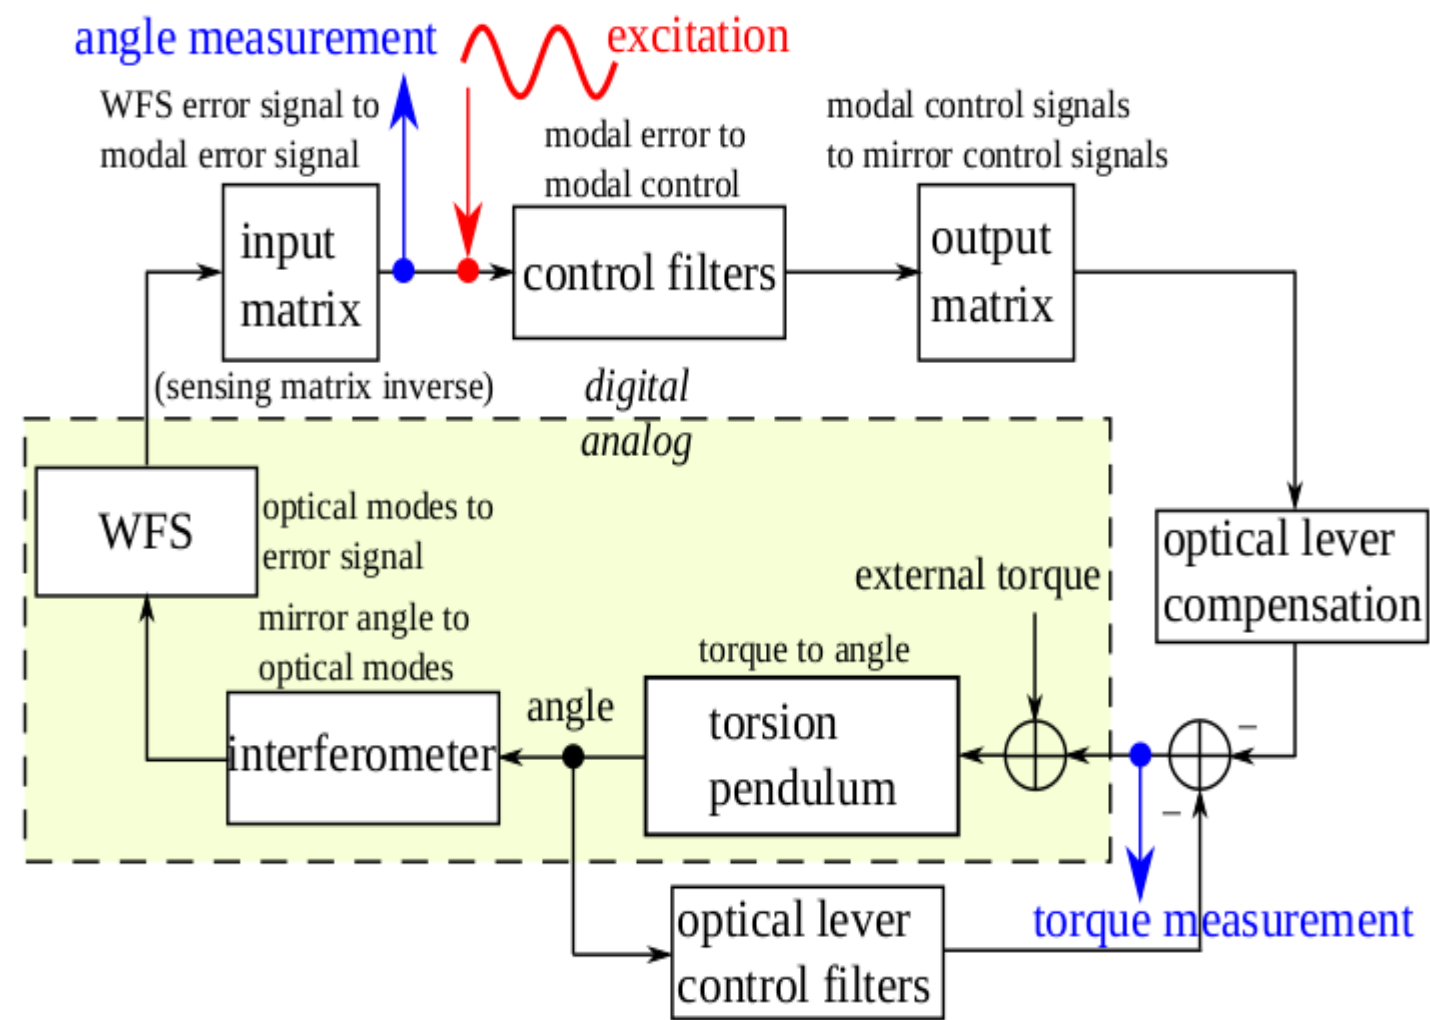 angle measurement
excitation
WFS error signal to
modal error signal
modal error to
modal control
modal control signals
to mirror control signals
input
matrix
control filters
output
matrix
(sensing matrix inverse)
digital
analog
WFS
optical modes to
error signal
optical lever
compensation
external torque
mirror angle to
optical modes
torque to angle
angle
interferometer
torsion
pendulum
−
−
torque measurement
optical lever
control filters